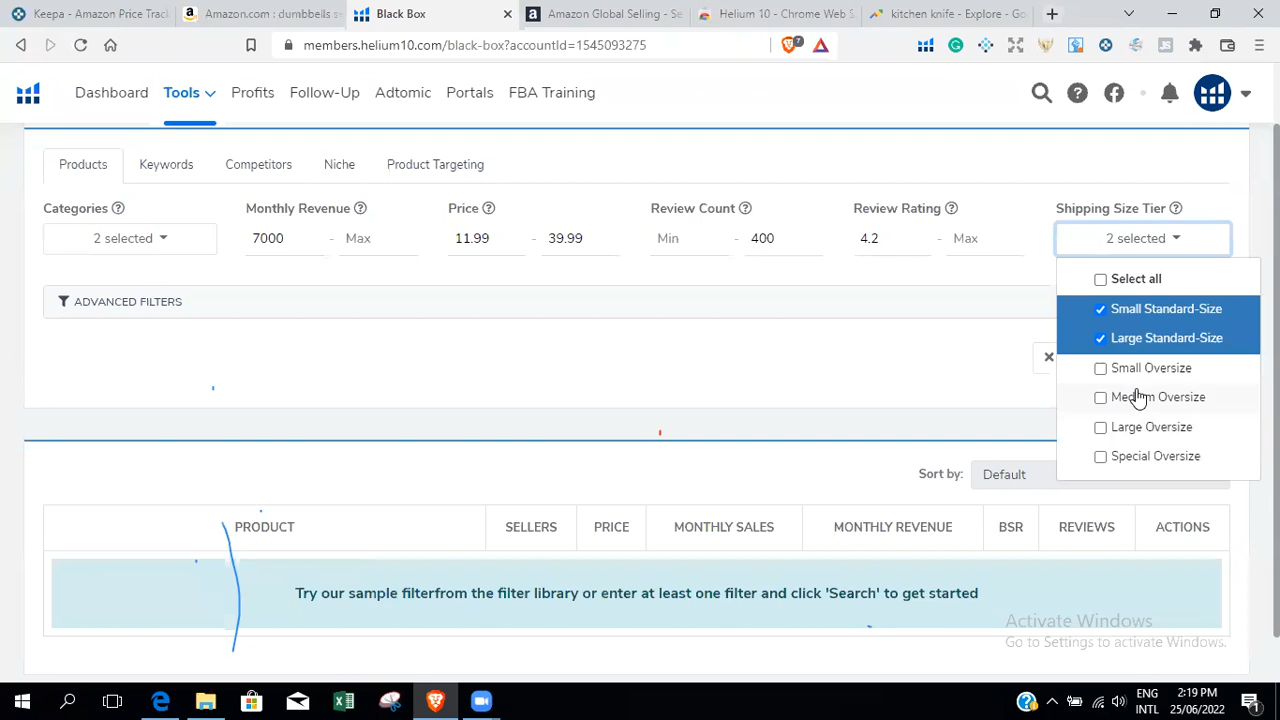 Keepa - Amazon Price Track
Amazon.com : dumbbells s
Black Box
Amazon Global Selling - Se
Helium 10 - Chrome Web S
kitchen knife - Explore - Go
members.helium10.com/black-box?accountId=1545093275
7
Dashboard
Tools
Profits
Follow-Up
Adtomic
Portals
FBA Training
Products
Keywords
Competitors
Niche
Product Targeting
Categories
Monthly Revenue
Price
Review Count
Review Rating
Shipping Size Tier
2 selected
7000 - Max
11.99 - 39.99
Min - 400
4.2 - Max
2 selected
Select all
ADVANCED FILTERS
Small Standard-Size
Large Standard-Size
Small Oversize
Medium Oversize
Large Oversize
Special Oversize
Sort by: Default
PRODUCT
SELLERS
PRICE
MONTHLY SALES
MONTHLY REVENUE
BSR
REVIEWS
ACTIONS
Try our sample filterfrom the filter library or enter at least one filter and click 'Search' to get started
Activate Windows
Go to Settings to activate Windows.
ENG
INTL
2:19 PM
25/06/2022
1